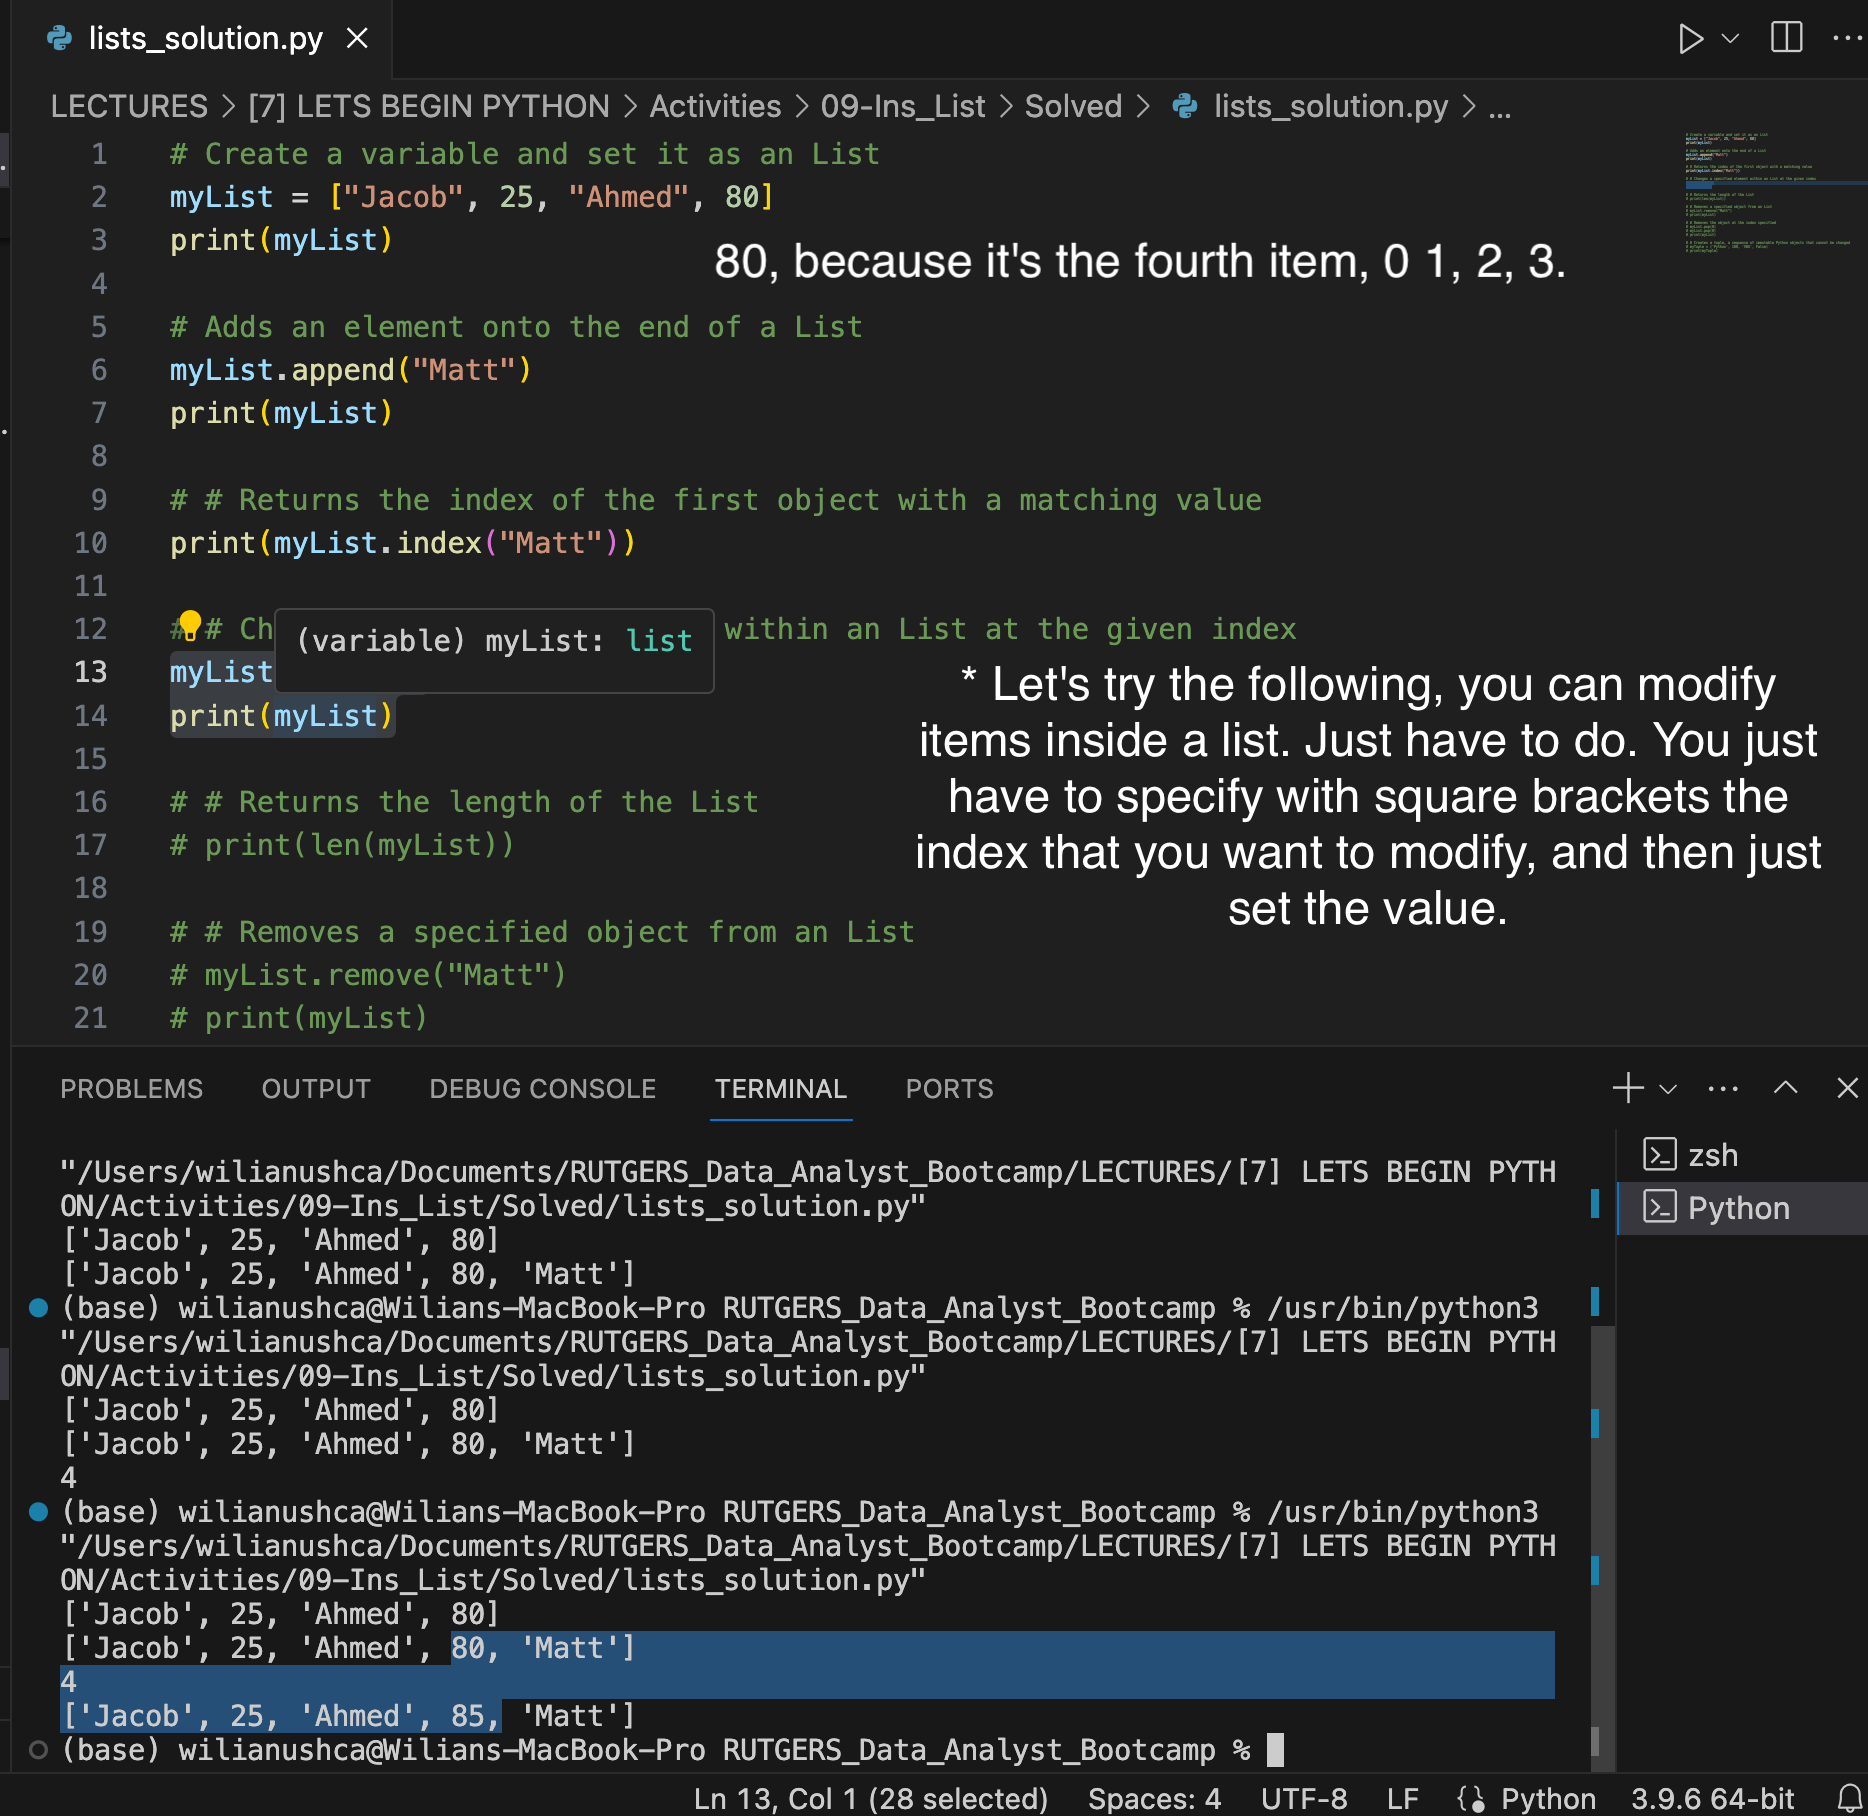 lists_solution.py
LECTURES > [7] LETS BEGIN PYTHON > Activities > 09-Ins_List > Solved > lists_solution.py > ...
1 # Create a variable and set it as an List
2 myList = ["Jacob", 25, "Ahmed", 80]
3 print(myList)
80, because it's the fourth item, 0 1, 2, 3.
4
5 # Adds an element onto the end of a List
6 myList.append("Matt")
7 print(myList)
8
9 # # Returns the index of the first object with a matching value
10 print(myList.index("Matt"))
11
12 # # Ch within an List at the given index
(variable) myList: list
13 myList
14 print(myList)
* Let's try the following, you can modify
items inside a list. Just have to do. You just
have to specify with square brackets the
index that you want to modify, and then just
set the value.
15
16 # # Returns the length of the List
17 # print(len(myList))
18
19 # # Removes a specified object from an List
20 # myList.remove("Matt")
21 # print(myList)
PROBLEMS OUTPUT DEBUG CONSOLE TERMINAL PORTS
zsh
Python
"/Users/wilianushca/Documents/RUTGERS_Data_Analyst_Bootcamp/LECTURES/[7] LETS BEGIN PYTH
ON/Activities/09-Ins_List/Solved/lists_solution.py"
['Jacob', 25, 'Ahmed', 80]
['Jacob', 25, 'Ahmed', 80, 'Matt']
(base) wilianushca@Wilians-MacBook-Pro RUTGERS_Data_Analyst_Bootcamp % /usr/bin/python3
"/Users/wilianushca/Documents/RUTGERS_Data_Analyst_Bootcamp/LECTURES/[7] LETS BEGIN PYTH
ON/Activities/09-Ins_List/Solved/lists_solution.py"
['Jacob', 25, 'Ahmed', 80]
['Jacob', 25, 'Ahmed', 80, 'Matt']
4
(base) wilianushca@Wilians-MacBook-Pro RUTGERS_Data_Analyst_Bootcamp % /usr/bin/python3
"/Users/wilianushca/Documents/RUTGERS_Data_Analyst_Bootcamp/LECTURES/[7] LETS BEGIN PYTH
ON/Activities/09-Ins_List/Solved/lists_solution.py"
['Jacob', 25, 'Ahmed', 80]
['Jacob', 25, 'Ahmed', 80, 'Matt']
4
['Jacob', 25, 'Ahmed', 85, 'Matt']
(base) wilianushca@Wilians-MacBook-Pro RUTGERS_Data_Analyst_Bootcamp %
Ln 13, Col 1 (28 selected) Spaces: 4 UTF-8 LF Python 3.9.6 64-bit